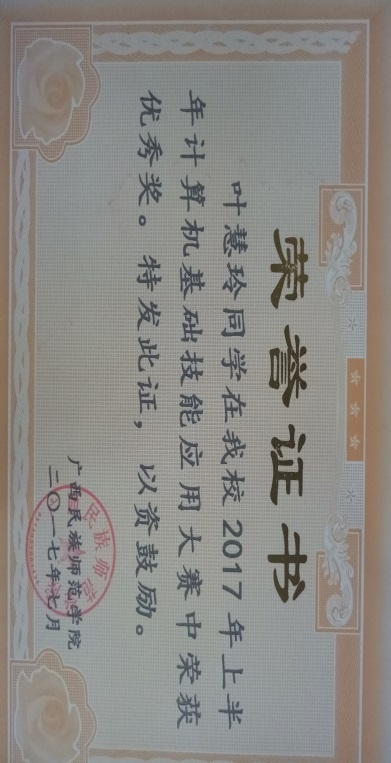 荣誉证书
叶慧玲同学在我校2017年上半
年计算机基础技能应用大赛中荣获
优秀奖。特发此证，以资鼓励。
广西民族师范学院
二〇一七年七月